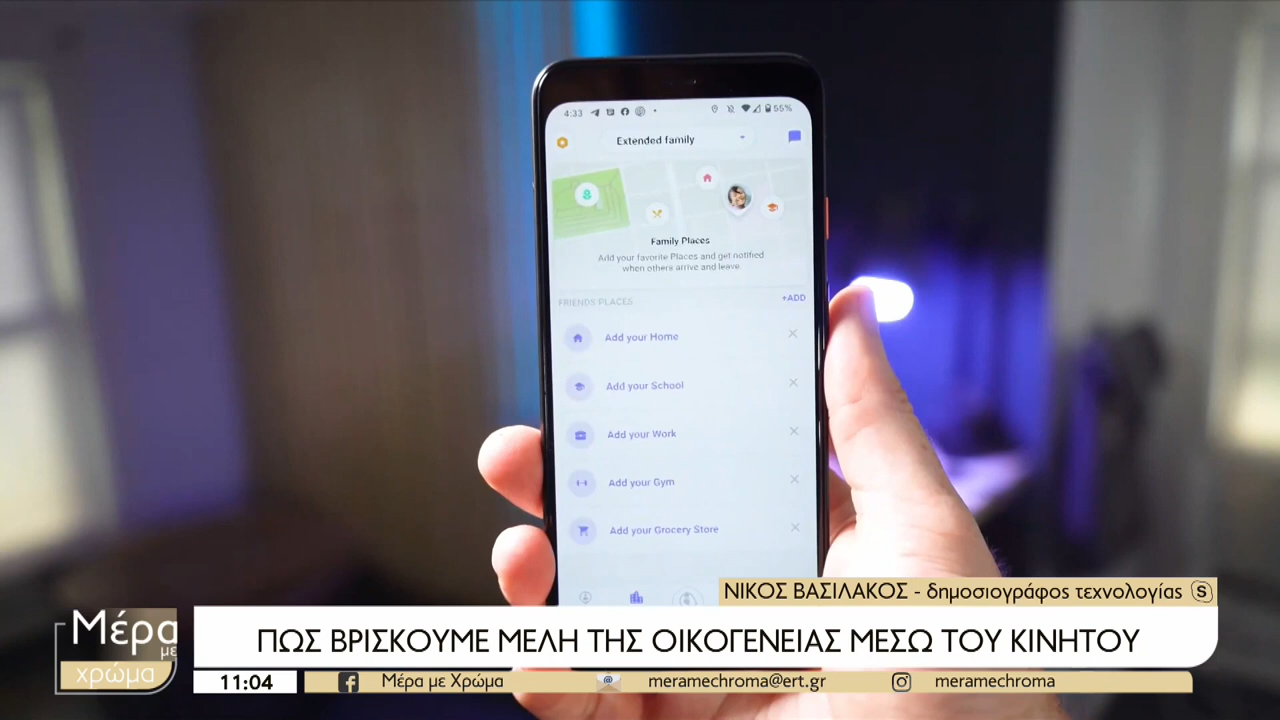 4:33
55%
Extended family
Family Places
Add your favorite Places and get notified
when others arrive and leave
FRIENDS PLACES
+ADD
Add your Home
Add your School
Add your Work
Add your Gym
Add your Grocery Store
ΝΙΚΟΣ ΒΑΣΙΛΑΚΟΣ - δημοσιογράφος τεχνολογίας
Μέρα
με
χρώμα
ΠΩΣ ΒΡΙΣΚΟΥΜΕ ΜΕΛΗ ΤΗΣ ΟΙΚΟΓΕΝΕΙΑΣ ΜΕΣΩ ΤΟΥ ΚΙΝΗΤΟΥ
11:04
Μέρα με Χρώμα
meramechroma@ert.gr
meramechroma